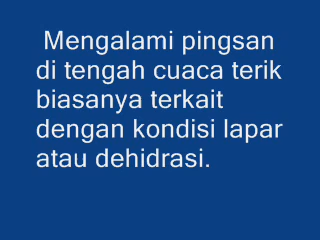 Mengalami pingsan
di tengah cuaca terik
biasanya terkait
dengan kondisi lapar
atau dehidrasi.